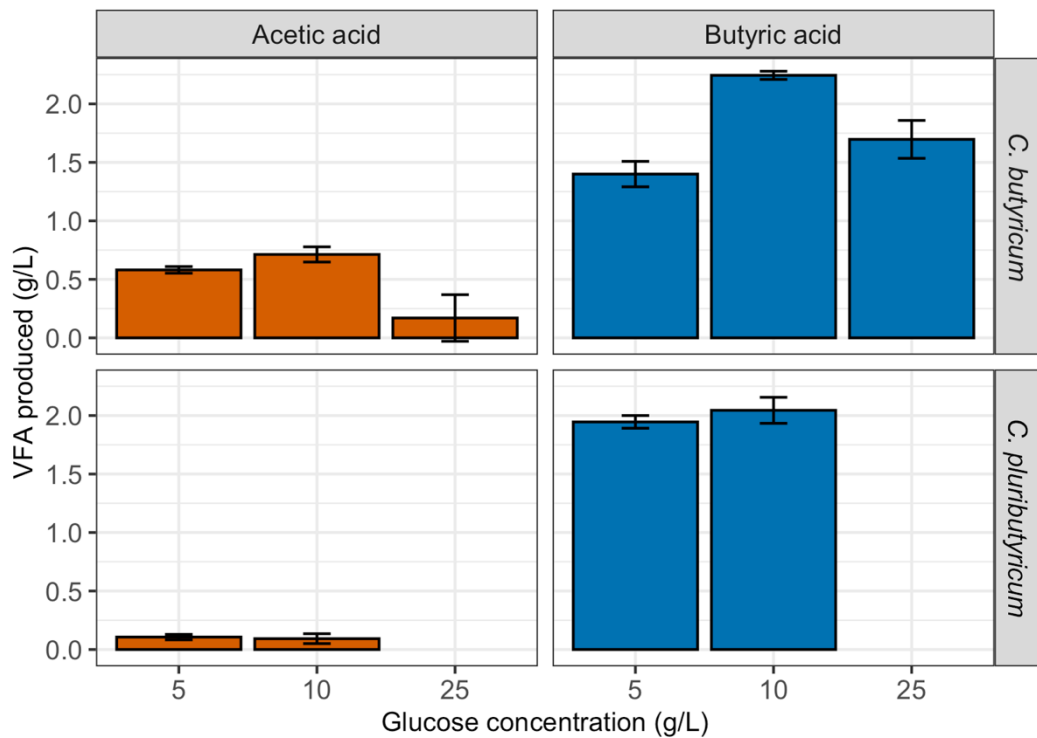 Acetic acid
Butyric acid
2.0
1.5
1.0
0.5
0.0
C. butyricum
2.0
1.5
1.0
0.5
0.0
C. pluributyricum
VFA produced (g/L)
5 10 25
5 10 25
Glucose concentration (g/L)